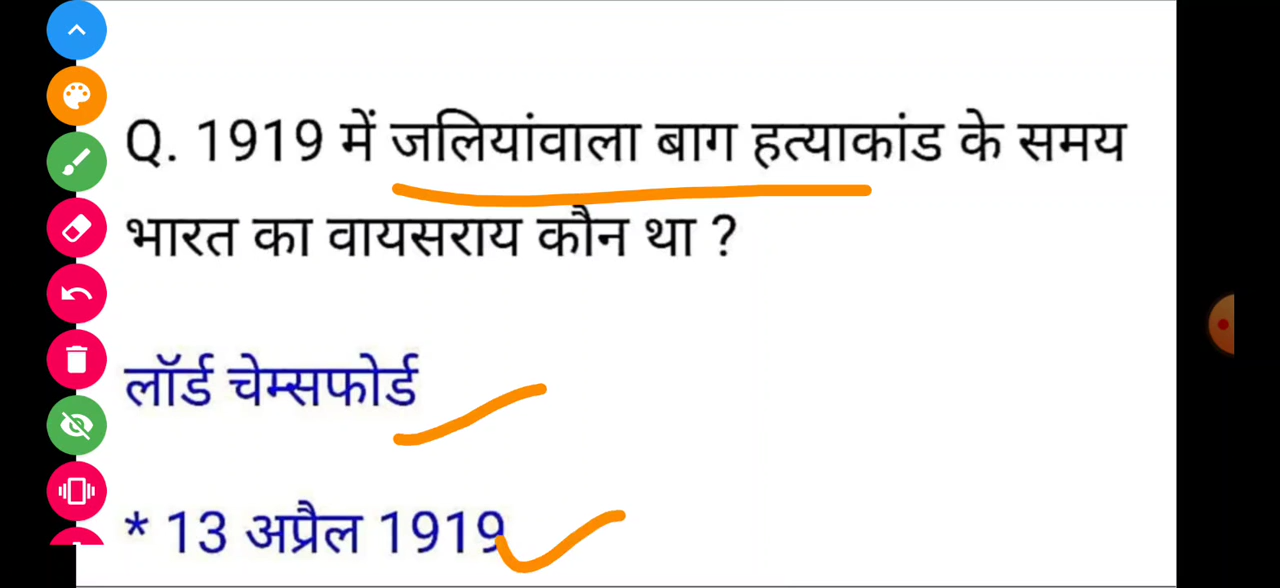 Q. 1919 में जलियांवाला बाग हत्याकांड के समय
भारत का वायसराय कौन था ?
लॉर्ड चेम्सफोर्ड
* 13 अप्रैल 1919